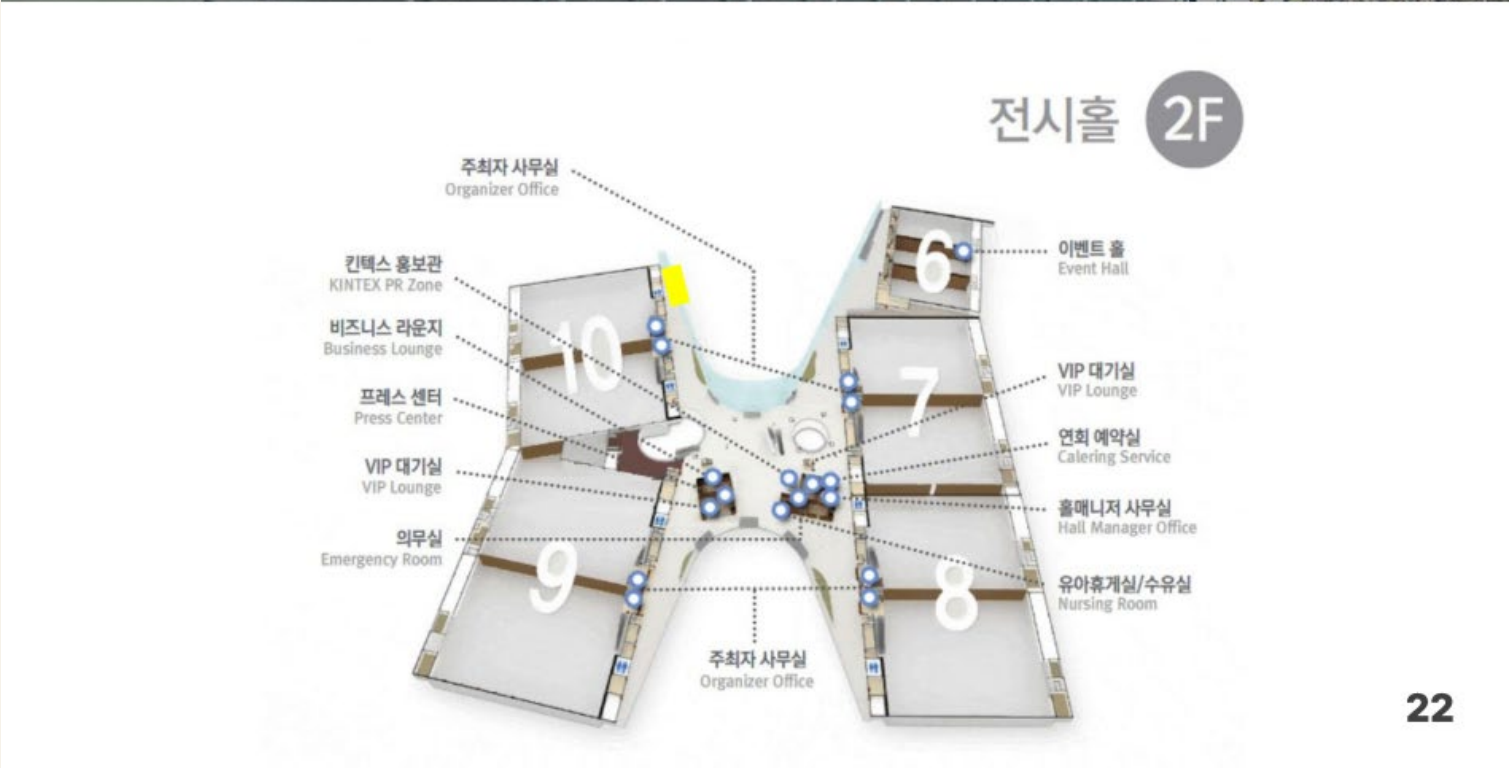 전시홀 2F
주최자 사무실
Organizer Office
킨텍스 홍보관
KINTEX PR Zone
비즈니스 라운지
Business Lounge
프레스 센터
Press Center
VIP 대기실
VIP Lounge
의무실
Emergency Room
10
9
6
7
8
이벤트 홀
Event Hall
VIP 대기실
VIP Lounge
연회 예약실
Calering Service
홀매니저 사무실
Hall Manager Office
유아휴게실/수유실
Nursing Room
주최자 사무실
Organizer Office
22